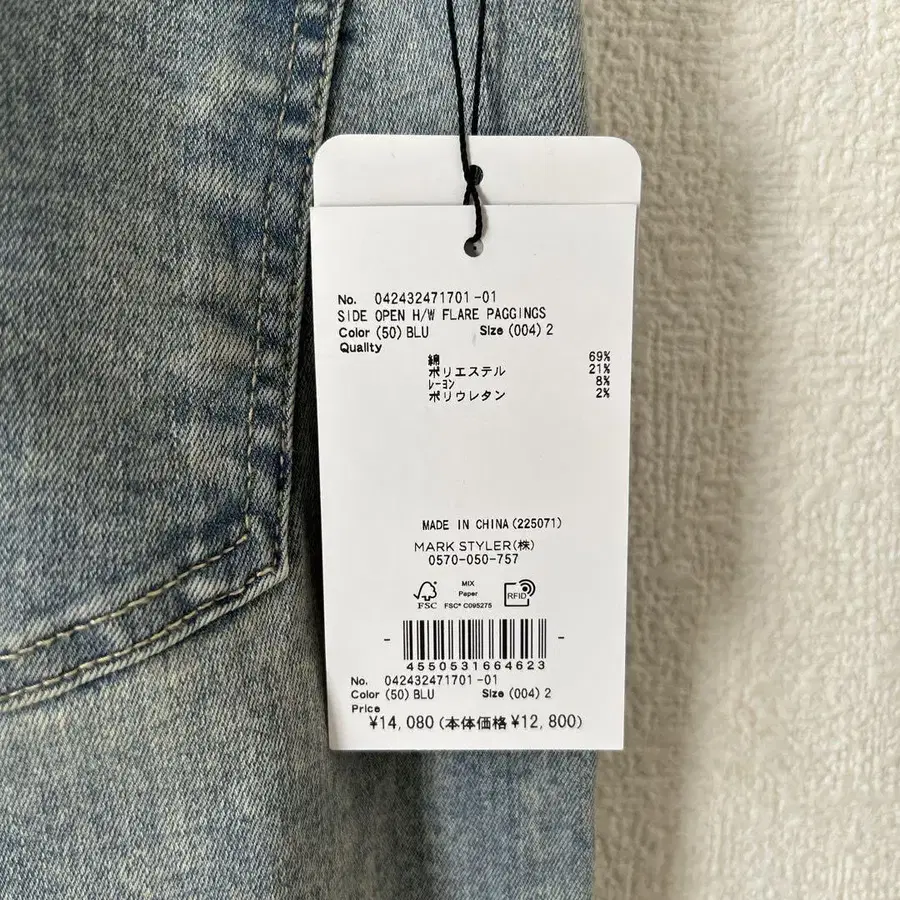 No. 042432471701-01
SIDE OPEN H/W FLARE PAGGINGS
Color (50) BLU Size (004) 2
Quality
綿 69%
ポリエステル 21%
ﾚｰﾖﾝ 8%
ポリウレタン 2%
MADE IN CHINA(225071)
MARK STYLER(株)
0570-050-757
FSC
MIX
Paper
FSC® C095275
RFID
4550531664623
No. 042432471701-01
Color (50) BLU Size (004) 2
Price
¥14,080(本体価格¥12,800)